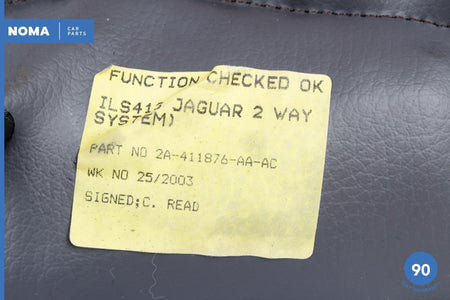 NOMA
CAR
PARTS
FUNCTION CHECKED OK
JAGUAR 2 WAY
SYSTEM)
PART NO 2A-411876-AA-AC
WK NO 25/2003
SIGNED;C. READ
90